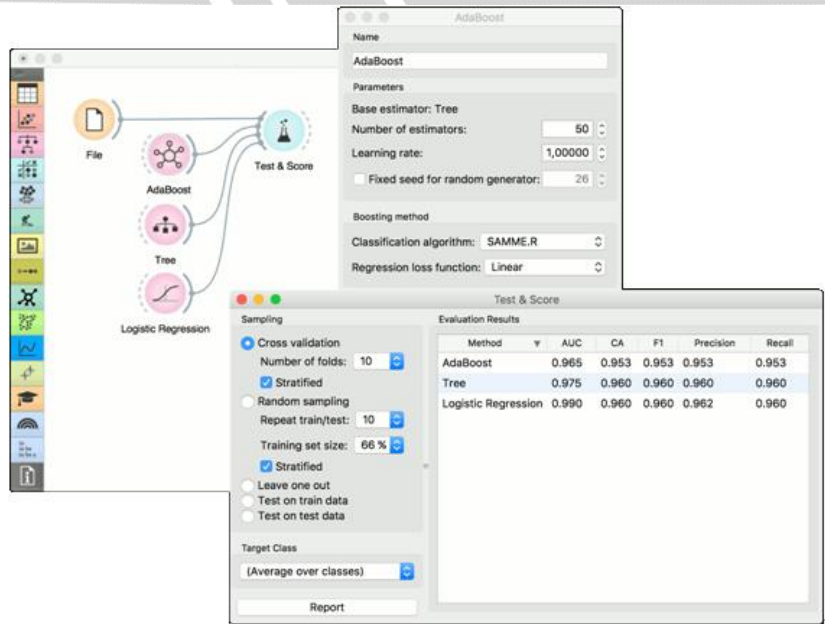 AdaBoost
Name
AdaBoost
Parameters
Base estimator: Tree
Number of estimators: 50
Learning rate: 1,00000
Fixed seed for random generator: 26
Boosting method
Classification algorithm: SAMME.R
Regression loss function: Linear
File
AdaBoost
Test & Score
Tree
Logistic Regression
Test & Score
Sampling
Cross validation
Number of folds: 10
Stratified
Random sampling
Repeat train/test: 10
Training set size: 66 %
Stratified
Leave one out
Test on train data
Test on test data
Target Class
(Average over classes)
Report
Evaluation Results
Method AUC CA F1 Precision Recall
AdaBoost 0.965 0.953 0.953 0.953 0.953
Tree 0.975 0.960 0.960 0.960 0.960
Logistic Regression 0.990 0.960 0.960 0.962 0.960